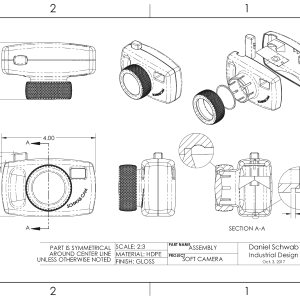 2 1
4.00
A
A
SECTION A-A
PART IS SYMMETRICAL
AROUND CENTER LINE
UNLESS OTHERWISE NOTED
SCALE: 2:3
MATERIAL: HDPE
FINISH: GLOSS
PART NAME
ASSEMBLY
PROJECT
SOFT CAMERA
Daniel Schwab
Industrial Design
Oct 3, 2017
2 1